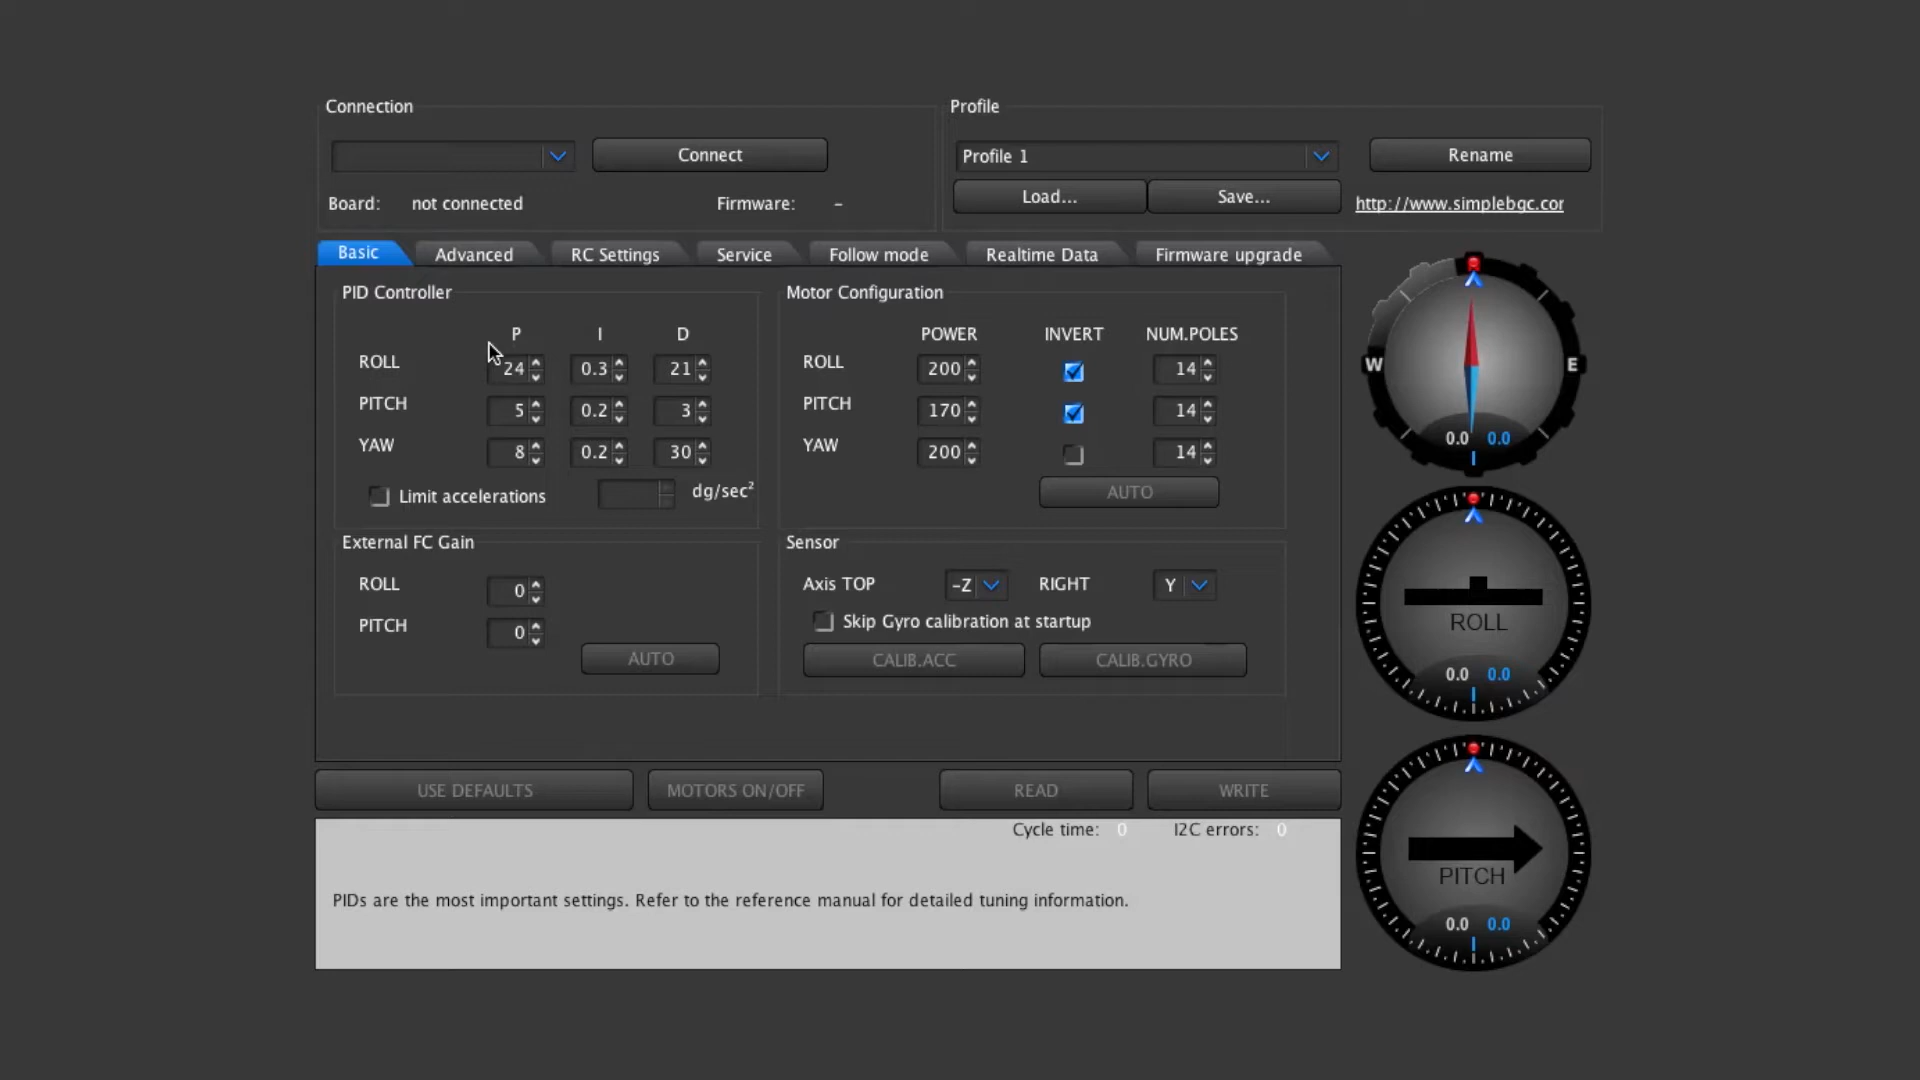 Connection
Profile
Connect
Profile 1
Rename
Load...
Save...
Board: not connected
Firmware: -
http://www.simplebgc.cor
Basic
Advanced
RC Settings
Service
Follow mode
Realtime Data
Firmware upgrade
PID Controller
P I D
ROLL 24 0.3 21
PITCH 5 0.2 3
YAW 8 0.2 30
Limit accelerations dg/sec²
Motor Configuration
POWER INVERT NUM.POLES
ROLL 200 14
PITCH 170 14
YAW 200 14
AUTO
External FC Gain
ROLL 0
PITCH 0
AUTO
Sensor
Axis TOP -Z RIGHT Y
Skip Gyro calibration at startup
CALIB.ACC
CALIB.GYRO
W E
0.0 0.0
ROLL
0.0 0.0
PITCH
0.0 0.0
USE DEFAULTS
MOTORS ON/OFF
READ
WRITE
Cycle time: 0 I2C errors: 0
PIDs are the most important settings. Refer to the reference manual for detailed tuning information.